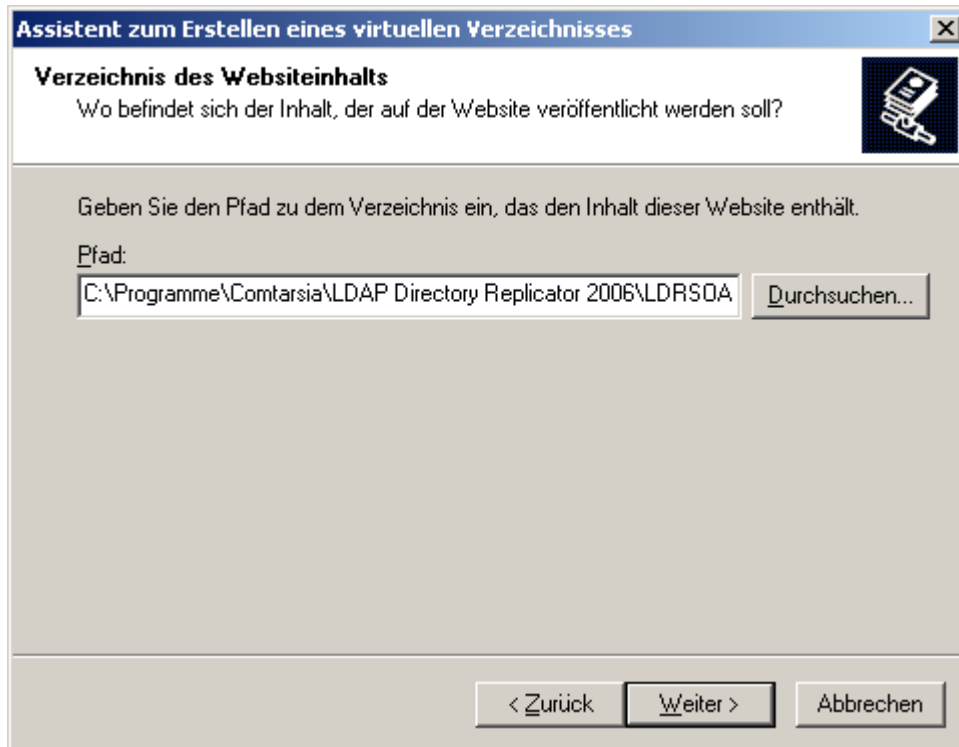 Assistent zum Erstellen eines virtuellen Verzeichnisses
Verzeichnis des Websiteinhalts
Wo befindet sich der Inhalt, der auf der Website veröffentlicht werden soll?
Geben Sie den Pfad zu dem Verzeichnis ein, das den Inhalt dieser Website enthält.
Pfad:
C:\Programme\Comtarsia\LDAP Directory Replicator 2006\LDRSOA Durchsuchen...
< Zurück Weiter > Abbrechen